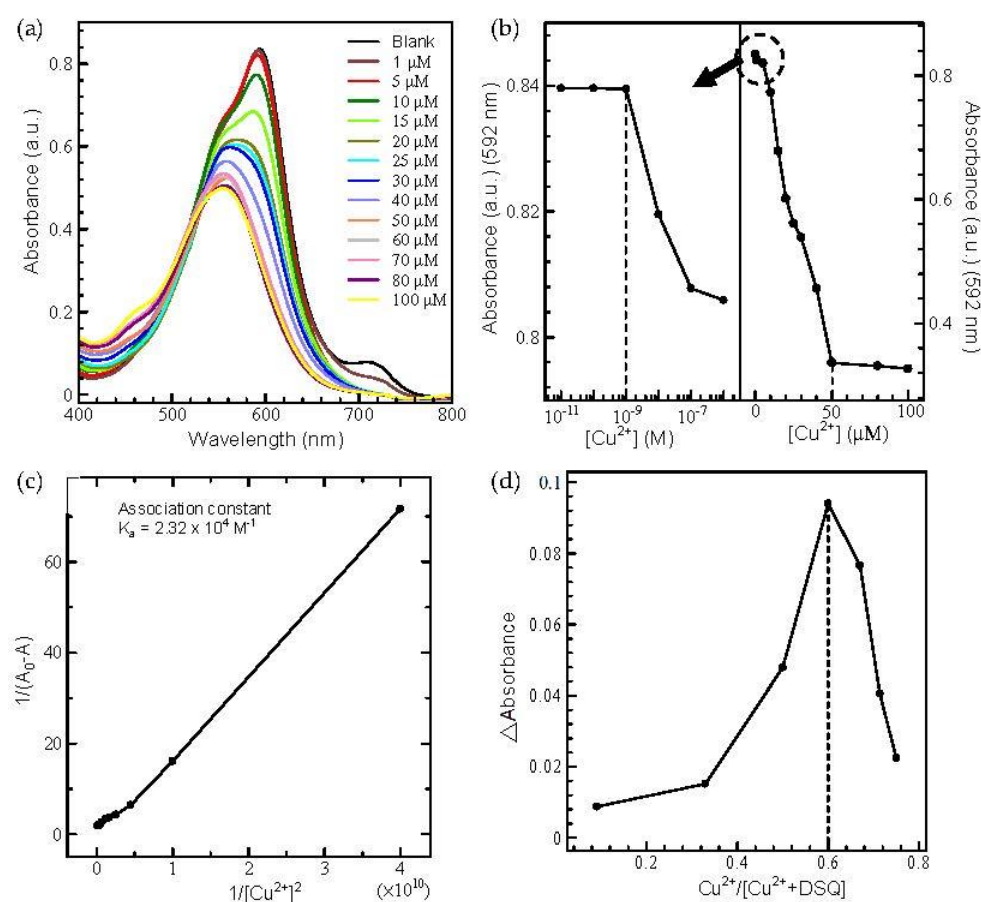 (a)
Absorbance (a.u.)
0.8
0.6
0.4
0.2
0
400
500
600
700
800
Wavelength (nm)
Blank
1 µM
5 µM
10 µM
15 µM
20 µM
25 µM
30 µM
40 µM
50 µM
60 µM
70 µM
80 µM
100 µM
(b)
Absorbance (a.u.) (592 nm)
0.84
0.82
0.8
10⁻¹¹
10⁻⁹
10⁻⁷
[Cu²⁺] (M)
0
50
100
[Cu²⁺] (µM)
0.8
0.6
0.4
Absorbance (a.u.) (592 nm)
(c)
Association constant
Kₐ = 2.32 x 10⁴ M⁻¹
1/(A₀-A)
60
40
20
0
0
1
2
3
4
1/[Cu²⁺]²
(×10¹⁰)
(d)
△Absorbance
0.1
0.08
0.06
0.04
0.02
0
0.2
0.4
0.6
0.8
Cu²⁺/[Cu²⁺+DSQ]